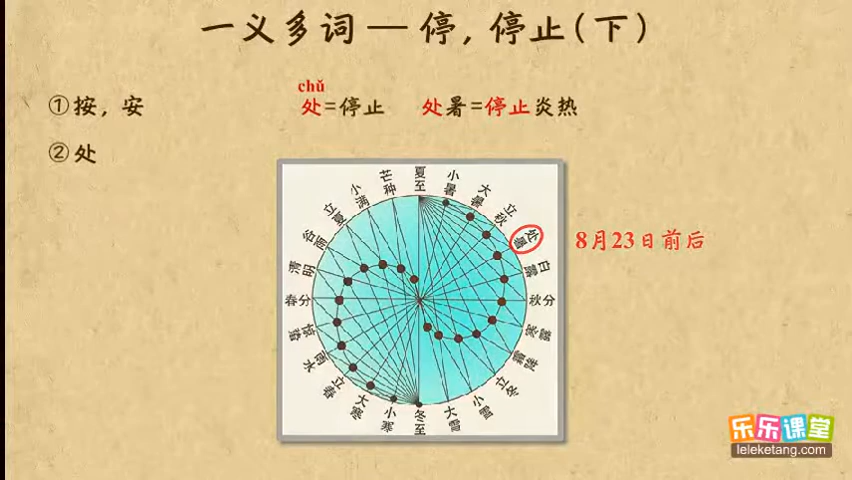 一义多词 — 停，停止(下)
chǔ
①按，安
处=停止 处暑=停止炎热
②处
夏至
小暑
大暑
立秋
处暑
白露
秋分
寒露
霜降
立冬
小雪
大雪
冬至
小寒
大寒
立春
雨水
惊蛰
春分
清明
谷雨
立夏
小满
芒种
8月23日前后
乐乐课堂
leleketang.com